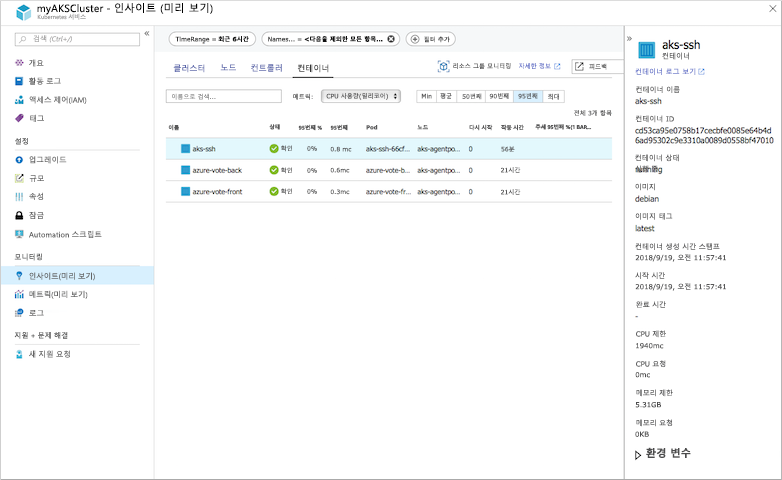 myAKSCluster - 인사이트 (미리 보기)
Kubernetes 서비스
검색 (Ctrl+/)
개요
활동 로그
액세스 제어(IAM)
태그
설정
업그레이드
규모
속성
잠금
Automation 스크립트
모니터링
인사이트(미리 보기)
메트릭(미리 보기)
로그
지원 + 문제 해결
새 지원 요청
TimeRange = 최근 6시간 Names... = <다음을 제외한 모든 항목... 필터 추가
클러스터 노드 컨트롤러 컨테이너
리소스 그룹 모니터링 자세한 정보 피드백
이름으로 검색... 메트릭: CPU 사용량(밀리코어) Min 평균 50번째 90번째 95번째 최대
전체 3개 항목
이름 상태 95번째 % 95번째 Pod 노드 다시 시작 작동 시간 추세 95번째 %(1 BAR...
aks-ssh 확인 0% 0.8 mc aks-ssh-66cf... aks-agentpo... 0 56분
azure-vote-back 확인 0% 0.6mc azure-vote-b... aks-agentpo... 0 21시간
azure-vote-front 확인 0% 0.3mc azure-vote-fr... aks-agentpo... 0 21시간
aks-ssh
컨테이너
컨테이너 로그 보기
컨테이너 이름
aks-ssh
컨테이너 ID
cd53ca95e0758b17cecbfe0085e64b4d
6ad95302c9e3310a0089d0558bf47010
컨테이너 상태
이미지
debian
이미지 태그
latest
컨테이너 생성 시간 스탬프
2018/9/19, 오전 11:57:41
시작 시간
2018/9/19, 오전 11:57:41
완료 시간
-
CPU 제한
1940mc
CPU 요청
0mc
메모리 제한
5.31GB
메모리 요청
0KB
환경 변수